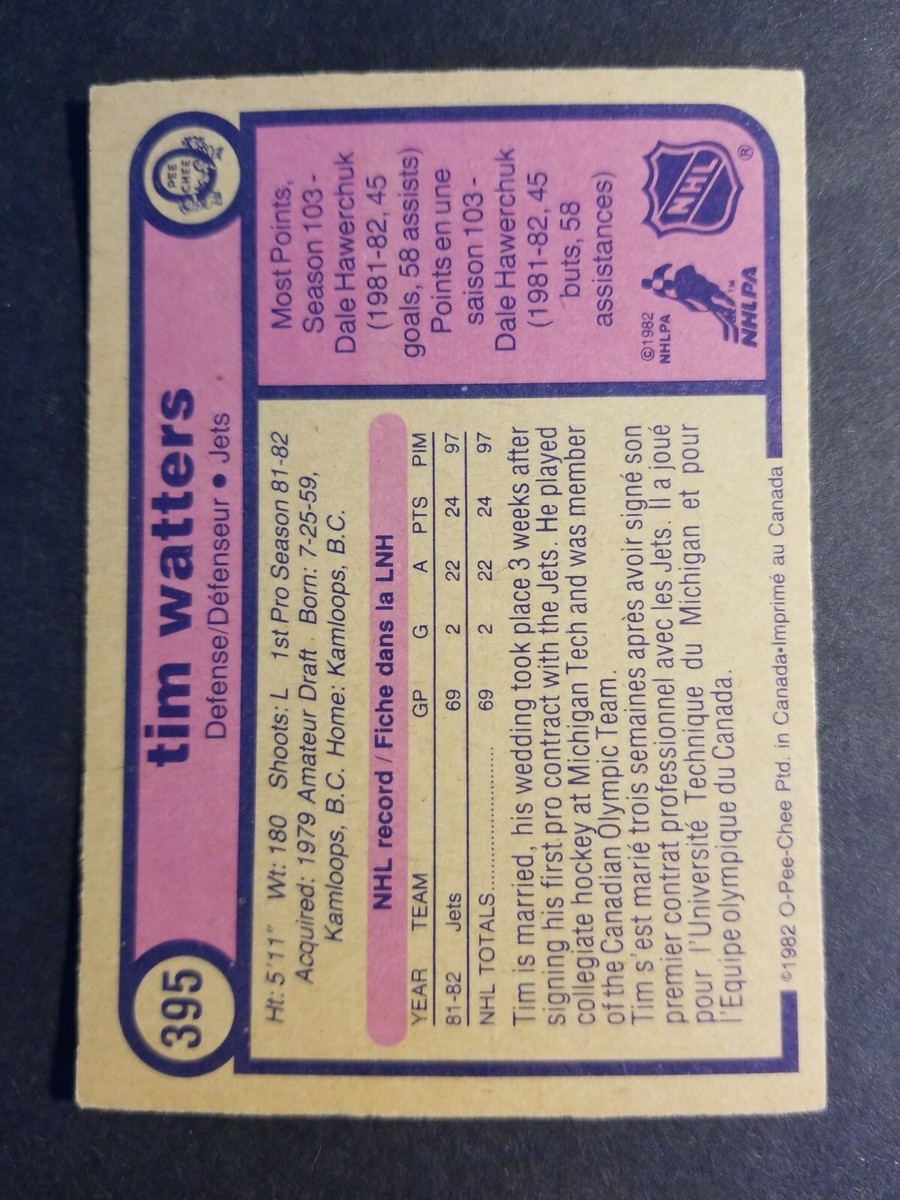 395
tim watters
Defense/Défenseur • Jets
O
PEE
CHEE
Ht: 5'11" Wt: 180 Shoots: L 1st Pro Season 81-82
Acquired: 1979 Amateur Draft Born: 7-25-59,
Kamloops, B.C. Home: Kamloops, B.C.
NHL record / Fiche dans la LNH
YEAR TEAM GP G A PTS PIM
81-82 Jets 69 2 22 24 97
NHL TOTALS.......................... 69 2 22 24 97
Tim is married, his wedding took place 3 weeks after
signing his first pro contract with the Jets. He played
collegiate hockey at Michigan Tech and was member
of the Canadian Olympic Team.
Tim s'est marié trois semaines après avoir signé son
premier contrat professionnel avec les Jets. Il a joué
pour l'Université Technique du Michigan et pour
l'Equipe olympique du Canada.
Most Points,
Season 103 -
Dale Hawerchuk
(1981-82, 45
goals, 58 assists)
Points en une
saison 103 -
Dale Hawerchuk
(1981-82, 45
buts, 58
assistances)
©1982
NHLPA
NHLPA™
NHL®
©1982 O-Pee-Chee Ptd. in Canada•Imprimé au Canada